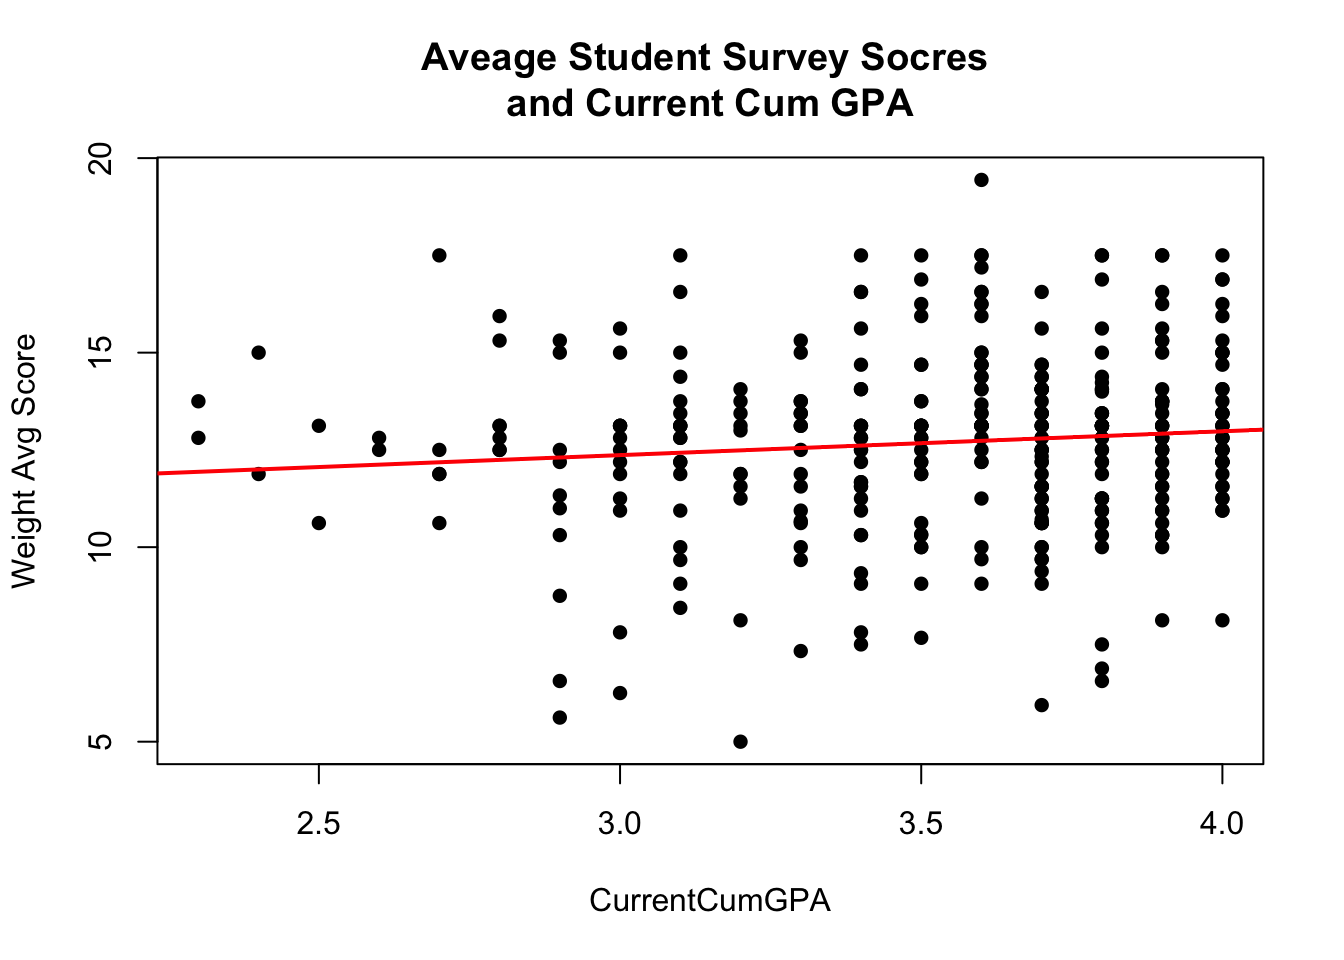 Aveage Student Survey Socres
and Current Cum GPA
Weight Avg Score
20
15
10
5
2.5 3.0 3.5 4.0
CurrentCumGPA